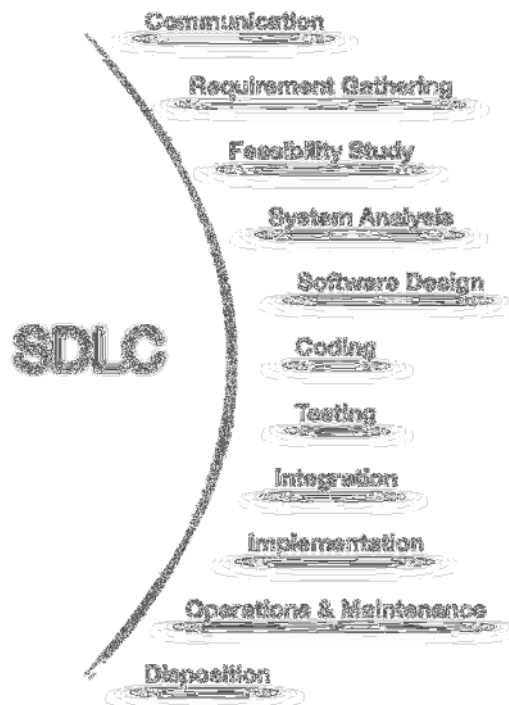 Communication
Requirement Gathering
Feasibility Study
System Analysis
Software Design
SDLC
Coding
Testing
Integration
Implementation
Operations & Maintenance
Disposition